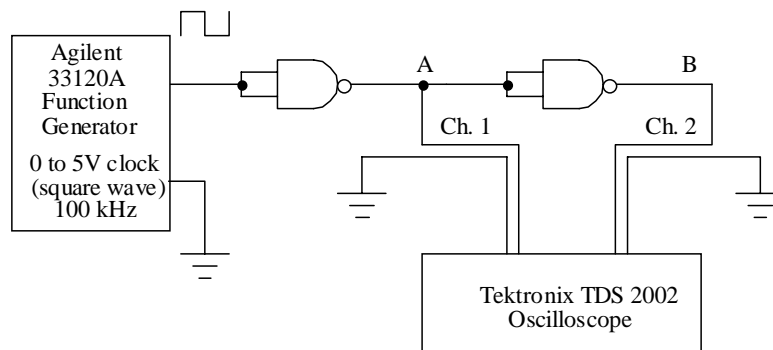 Agilent
33120A
Function
Generator
0 to 5V clock
(square wave)
100 kHz
A
B
Ch. 1
Ch. 2
Tektronix TDS 2002
Oscilloscope